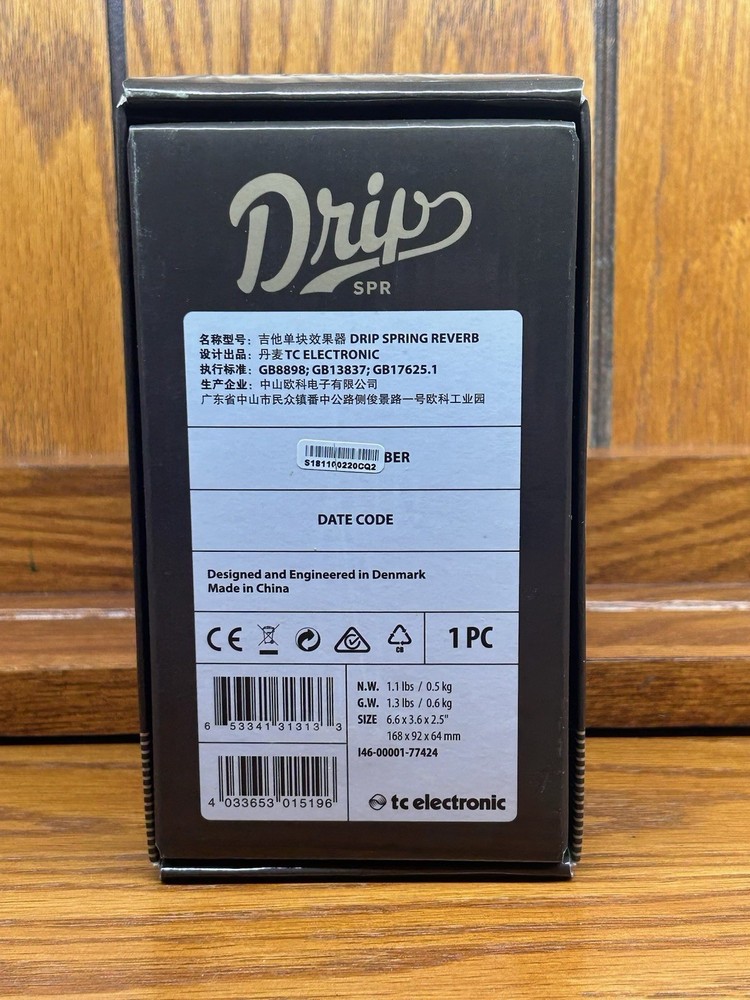 Drip
SPR
名称型号：吉他单块效果器 DRIP SPRING REVERB
设计出品：丹麦 TC ELECTRONIC
执行标准：GB8898; GB13837; GB17625.1
生产企业：中山欧科电子有限公司
广东省中山市民众镇番中公路侧俊景路一号欧科工业园
BER
S181100220CQ2
DATE CODE
Designed and Engineered in Denmark
Made in China
CE
CB
1 PC
6 53341 31313 3
4 033653 015196
N.W. 1.1 lbs / 0.5 kg
G.W. 1.3 lbs / 0.6 kg
SIZE 6.6 x 3.6 x 2.5"
168 x 92 x 64 mm
I46-00001-77424
tc electronic